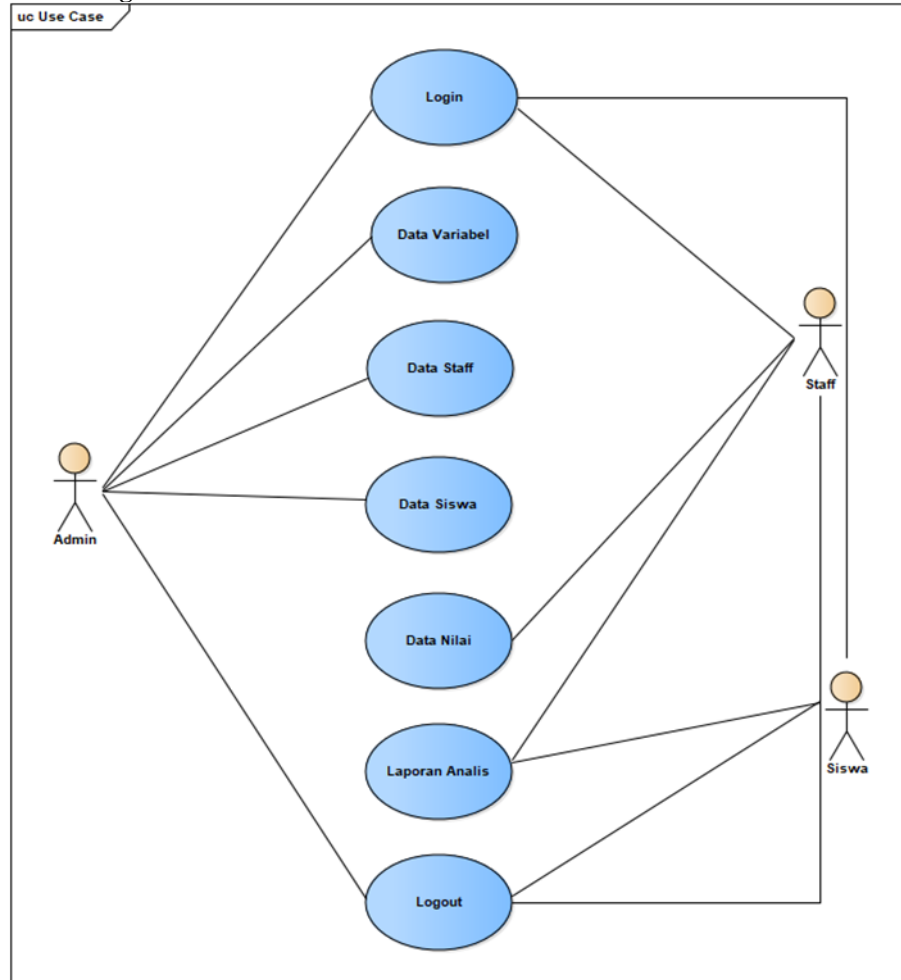 uc Use Case
Login
Data Variabel
Data Staff
Staff
Data Siswa
Admin
Data Nilai
Laporan Analis
Siswa
Logout